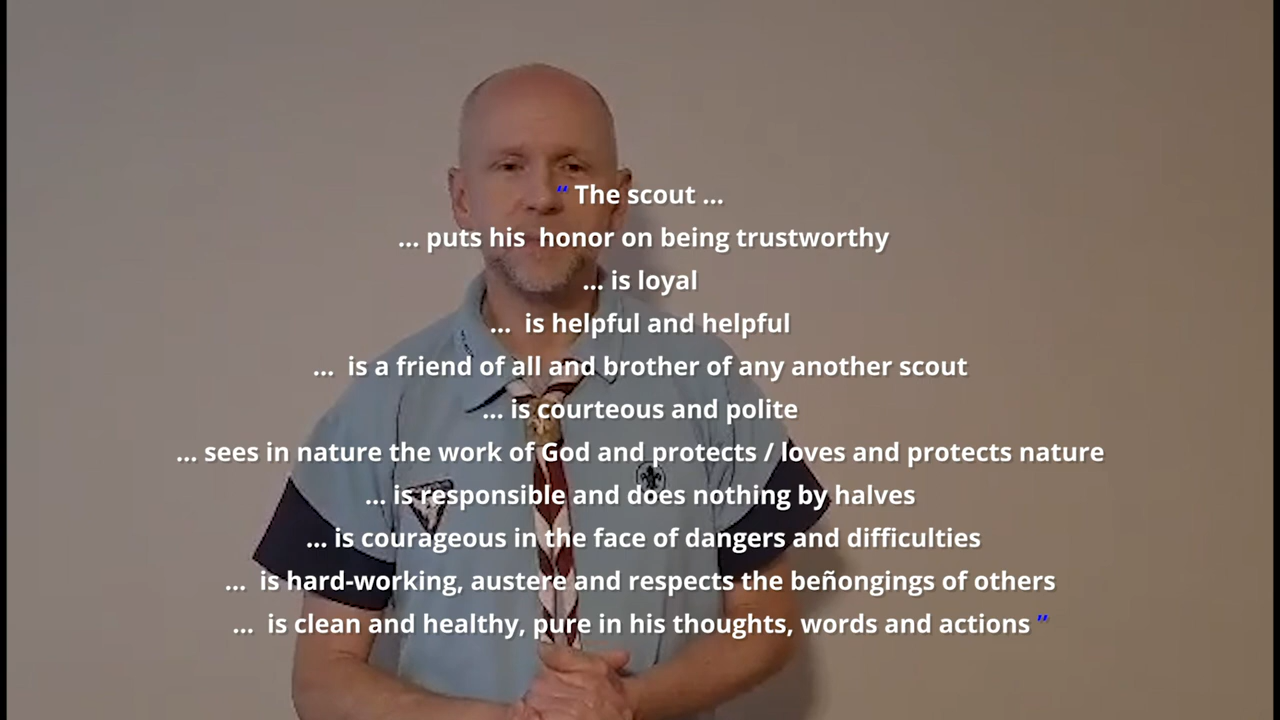 “ The scout ...
... puts his honor on being trustworthy
... is loyal
... is helpful and helpful
... is a friend of all and brother of any another scout
... is courteous and polite
... sees in nature the work of God and protects / loves and protects nature
... is responsible and does nothing by halves
... is courageous in the face of dangers and difficulties
... is hard-working, austere and respects the beñongings of others
... is clean and healthy, pure in his thoughts, words and actions ”